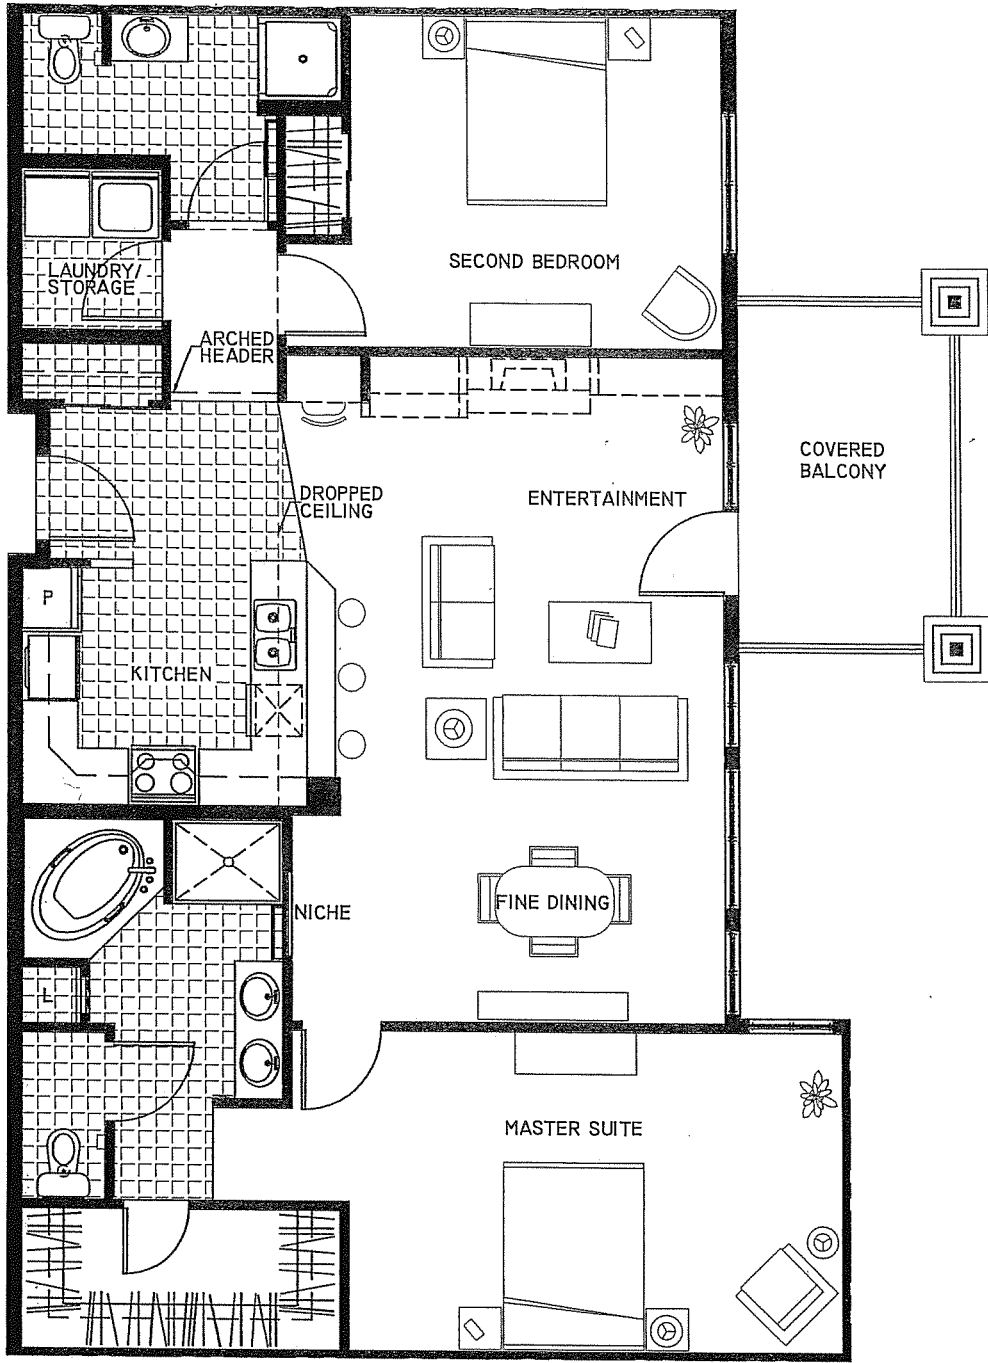 SECOND BEDROOM
LAUNDRY/
STORAGE
ARCHED
HEADER
COVERED
BALCONY
DROPPED
CEILING
ENTERTAINMENT
P
KITCHEN
NICHE
FINE DINING
L
MASTER SUITE